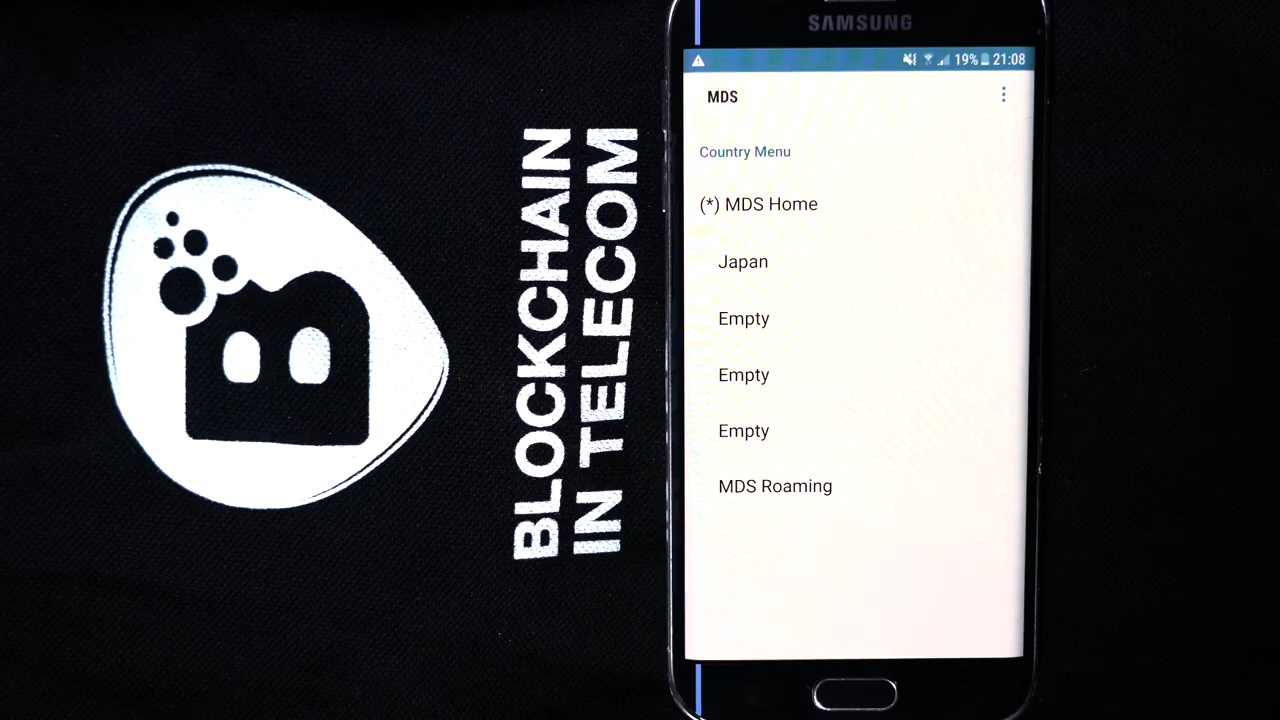 BLOCKCHAIN
IN TELECOM
SAMSUNG
19% 21:08
MDS
Country Menu
(*) MDS Home
Japan
Empty
Empty
Empty
MDS Roaming